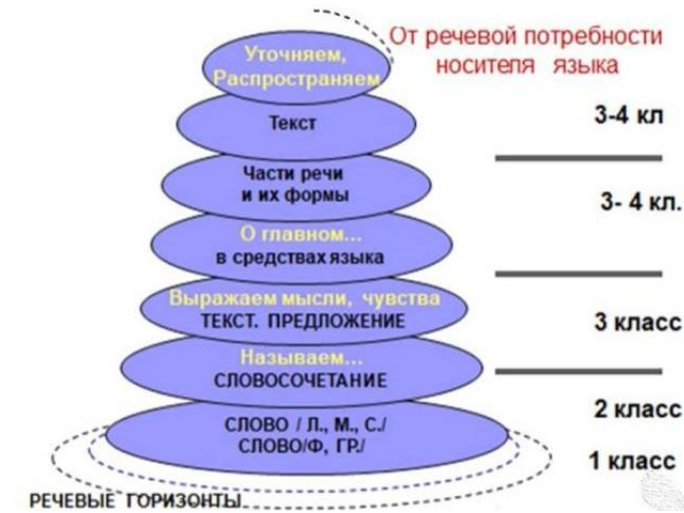 От речевой потребности
носителя языка
Уточняем,
Распространяем
Текст
3-4 кл
Части речи
и их формы
3- 4 кл.
О главном...
в средствах языка
Выражаем мысли, чувства
ТЕКСТ. ПРЕДЛОЖЕНИЕ
3 класс
Называем...
СЛОВОСОЧЕТАНИЕ
2 класс
СЛОВО / Л., М., С./
СЛОВО/Ф, ГР./
1 класс
РЕЧЕВЫЕ ГОРИЗОНТЫ